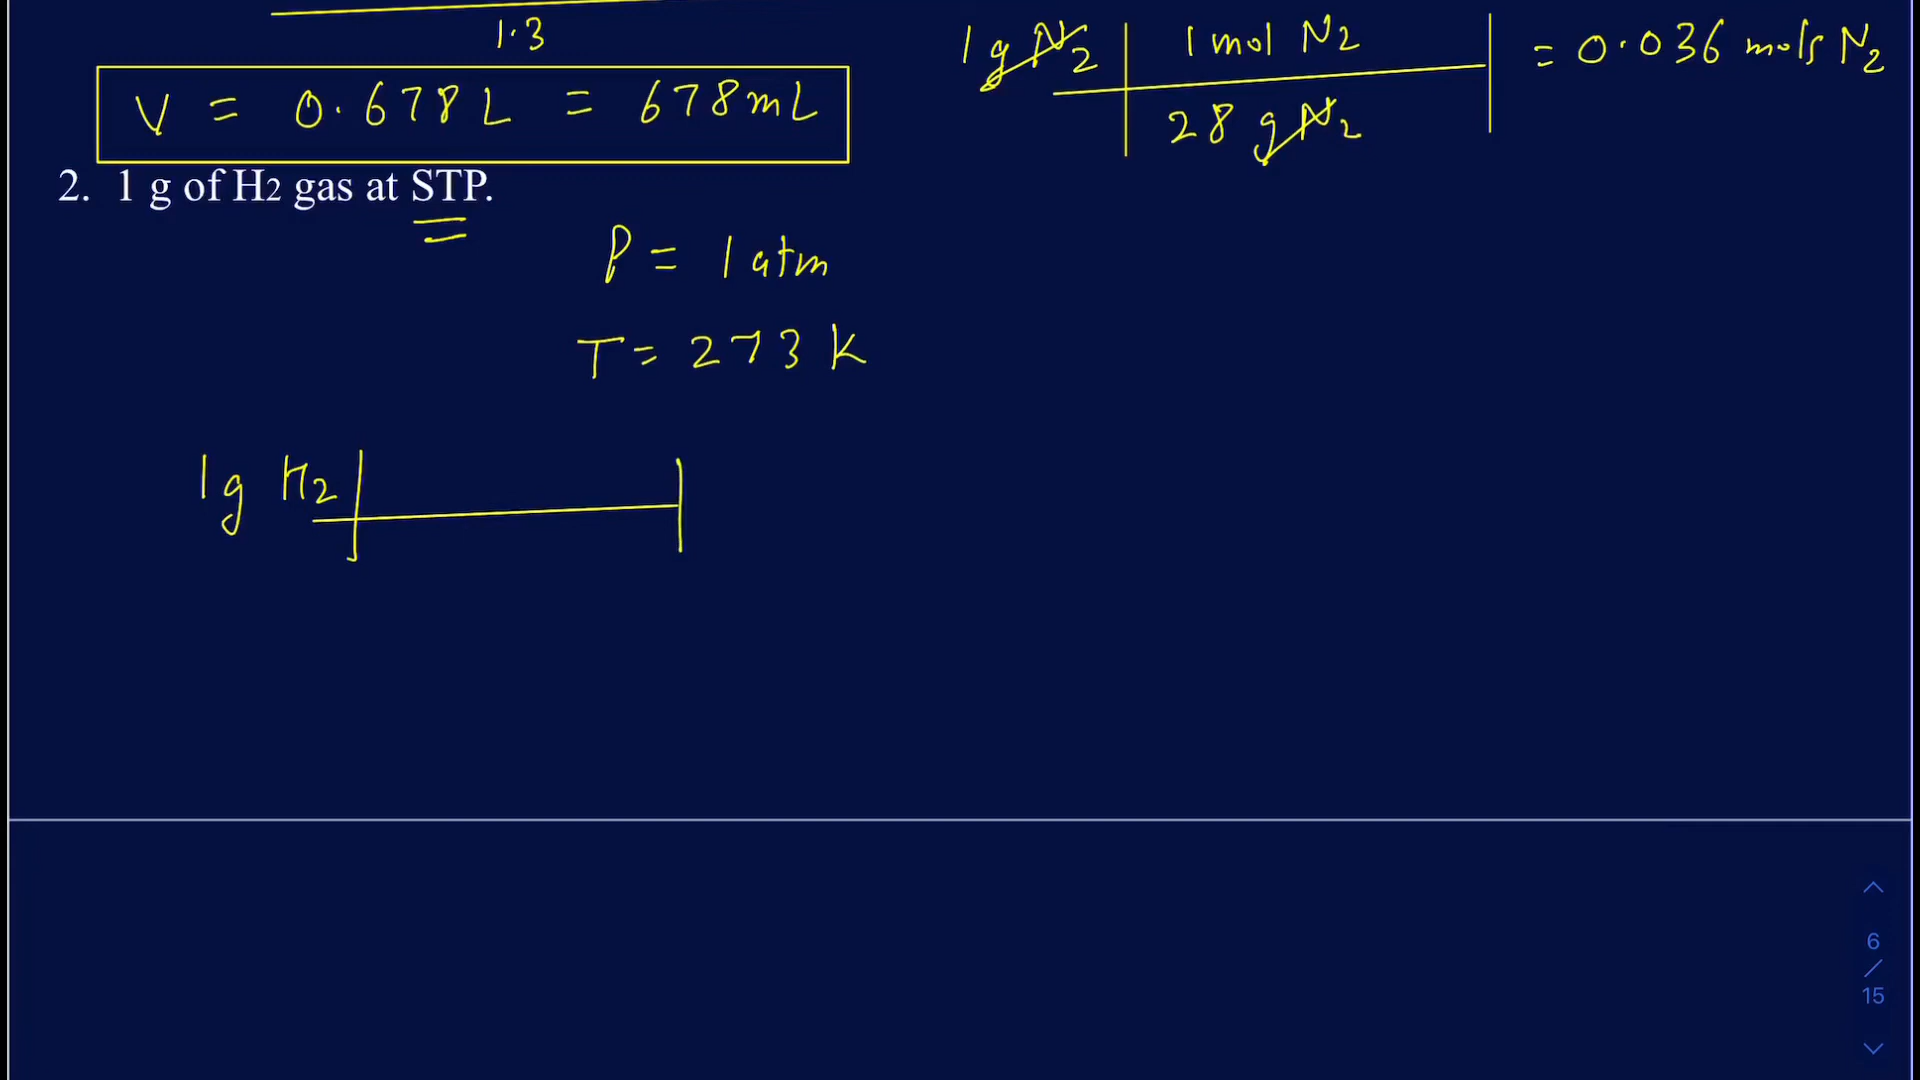 1.3
V = 0.678 L = 678 mL
1 g N2 | 1 mol N2 | = 0.036 mols N2
28 g N2
2. 1 g of H2 gas at STP.
P = 1 atm
T = 273 K
1g H2
6
/
15